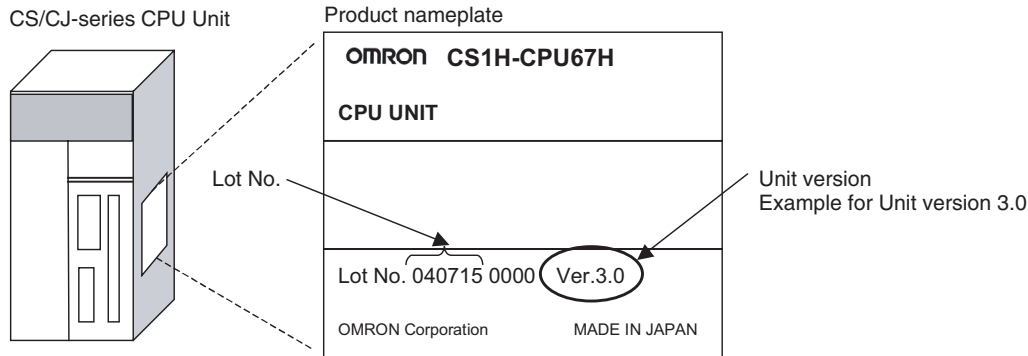 CS/CJ-series CPU Unit
Product nameplate
OMRON CS1H-CPU67H
CPU UNIT
Lot No.
Unit version
Example for Unit version 3.0
Lot No. 040715 0000 Ver.3.0
OMRON Corporation MADE IN JAPAN